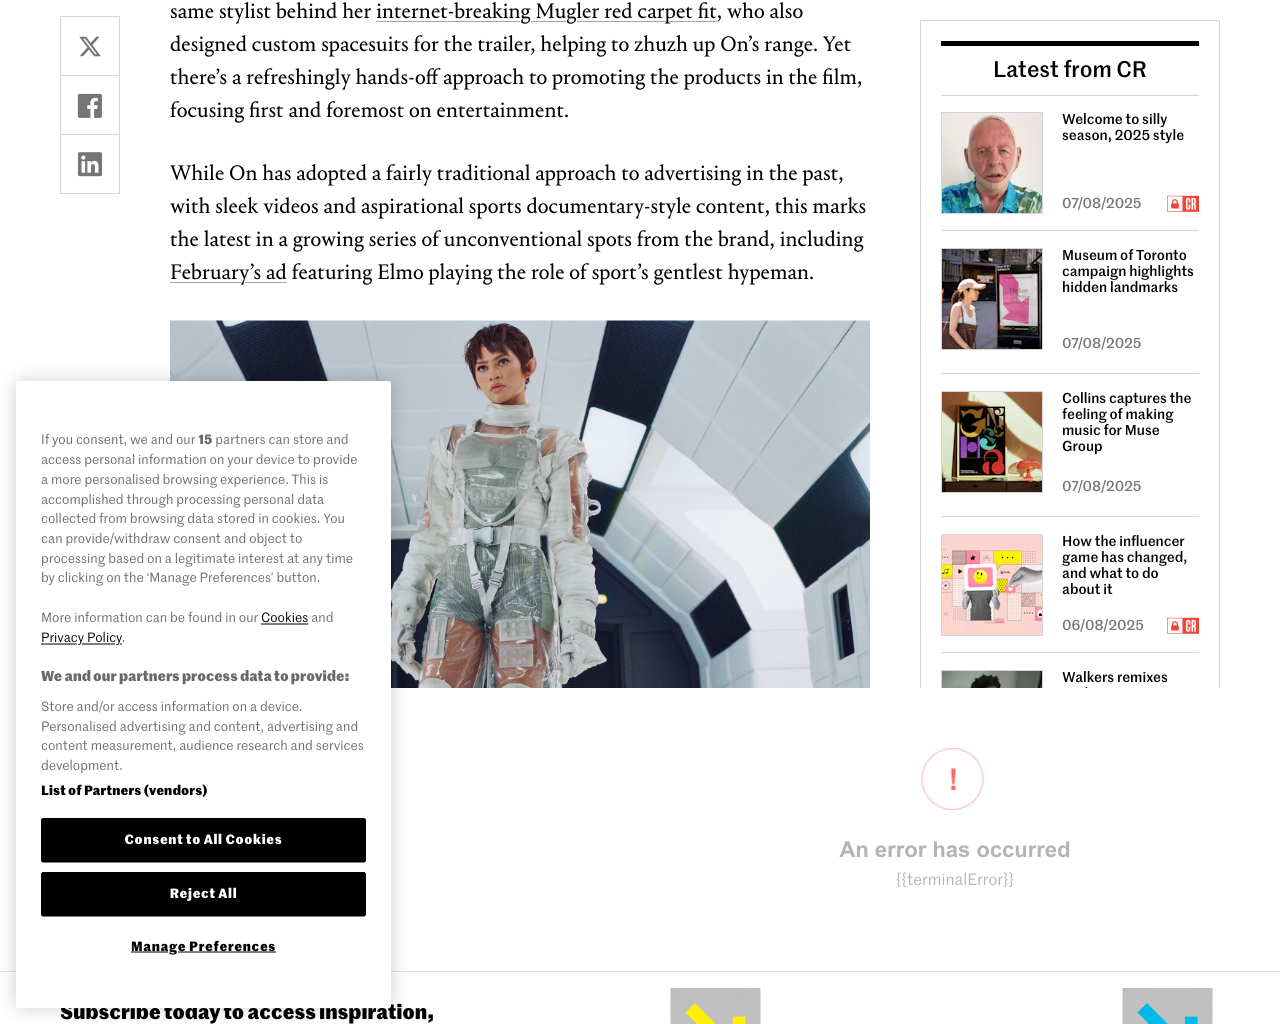 same stylist behind her internet-breaking Mugler red carpet fit, who also
designed custom spacesuits for the trailer, helping to zhuzh up On’s range. Yet
there’s a refreshingly hands-off approach to promoting the products in the film,
focusing first and foremost on entertainment.
While On has adopted a fairly traditional approach to advertising in the past,
with sleek videos and aspirational sports documentary-style content, this marks
the latest in a growing series of unconventional spots from the brand, including
February’s ad featuring Elmo playing the role of sport’s gentlest hypeman.
Latest from CR
Welcome to silly
season, 2025 style
07/08/2025
CR
Museum of Toronto
campaign highlights
hidden landmarks
07/08/2025
Collins captures the
feeling of making
music for Muse
Group
07/08/2025
How the influencer
game has changed,
and what to do
about it
06/08/2025
CR
Walkers remixes
If you consent, we and our 15 partners can store and
access personal information on your device to provide
a more personalised browsing experience. This is
accomplished through processing personal data
collected from browsing data stored in cookies. You
can provide/withdraw consent and object to
processing based on a legitimate interest at any time
by clicking on the ‘Manage Preferences’ button.
More information can be found in our Cookies and
Privacy Policy.
We and our partners process data to provide:
Store and/or access information on a device.
Personalised advertising and content, advertising and
content measurement, audience research and services
development.
List of Partners (vendors)
Consent to All Cookies
Reject All
Manage Preferences
An error has occurred
{{terminalError}}
Subscribe today to access inspiration,